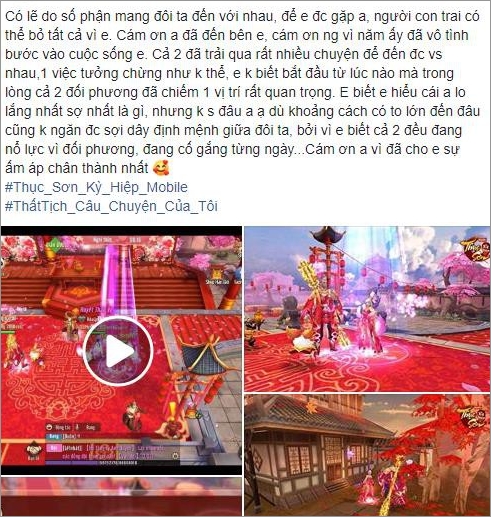 Có lẽ do số phận mang đôi ta đến với nhau, để e đc gặp a, người con trai có
thể bỏ tất cả vì e. Cám ơn a đã đến bên e, cám ơn ng vì năm ấy đã vô tình
bước vào cuộc sống e. Cả 2 đã trải qua rất nhiều chuyện để đến đc vs
nhau,1 việc tưởng chừng như k thể, e k biết bắt đầu từ lúc nào mà trong
lòng cả 2 đối phương đã chiếm 1 vị trí rất quan trọng. E biết e hiểu cái a lo
lắng nhất sợ nhất là gì, nhưng k s đâu a ạ dù khoảng cách có to lớn đến đâu
cũng k ngăn đc sợi dây định mệnh giữa đôi ta, bởi vì e biết cả 2 đều đang
nổ lực vì đối phương, đang cố gắng từng ngày...Cám ơn a vì đã cho e sự
ấm áp chân thành nhất 🥰
#Thục_Sơn_Kỳ_Hiệp_Mobile
#ThấtTịch_Câu_Chuyện_Của_Tôi